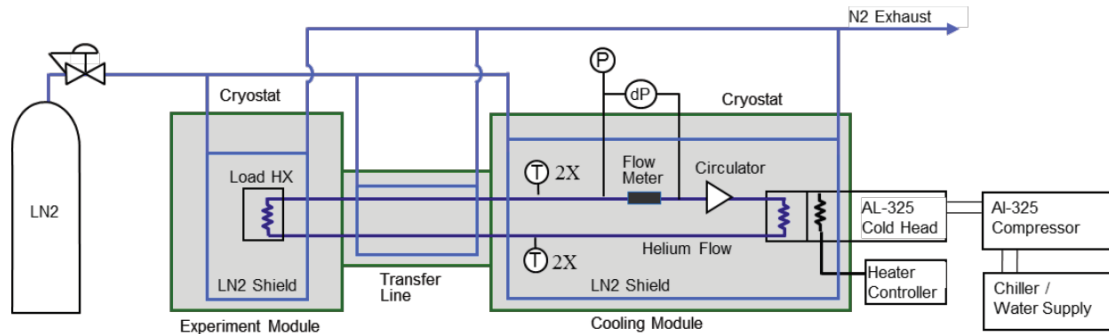 N2 Exhaust
P
dP
Cryostat
Cryostat
Load HX
T 2X
Flow
Meter
Circulator
LN2
AL-325
Cold Head
Al-325
Compressor
T 2X
Helium Flow
LN2 Shield
Transfer
Line
LN2 Shield
Heater
Controller
Chiller /
Water Supply
Experiment Module
Cooling Module